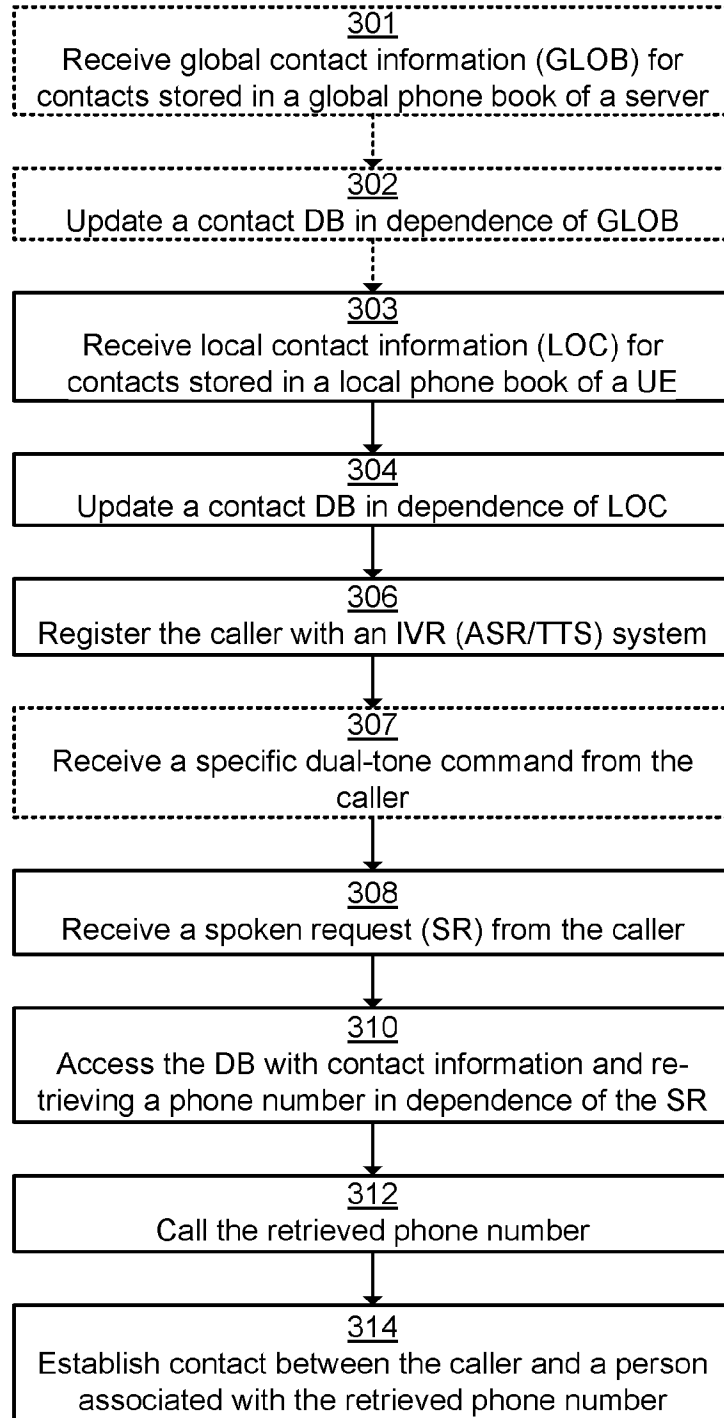 301
Receive global contact information (GLOB) for
contacts stored in a global phone book of a server
302
Update a contact DB in dependence of GLOB
303
Receive local contact information (LOC) for
contacts stored in a local phone book of a UE
304
Update a contact DB in dependence of LOC
306
Register the caller with an IVR (ASR/TTS) system
307
Receive a specific dual-tone command from the
caller
308
Receive a spoken request (SR) from the caller
310
Access the DB with contact information and re-
trieving a phone number in dependence of the SR
312
Call the retrieved phone number
314
Establish contact between the caller and a person
associated with the retrieved phone number